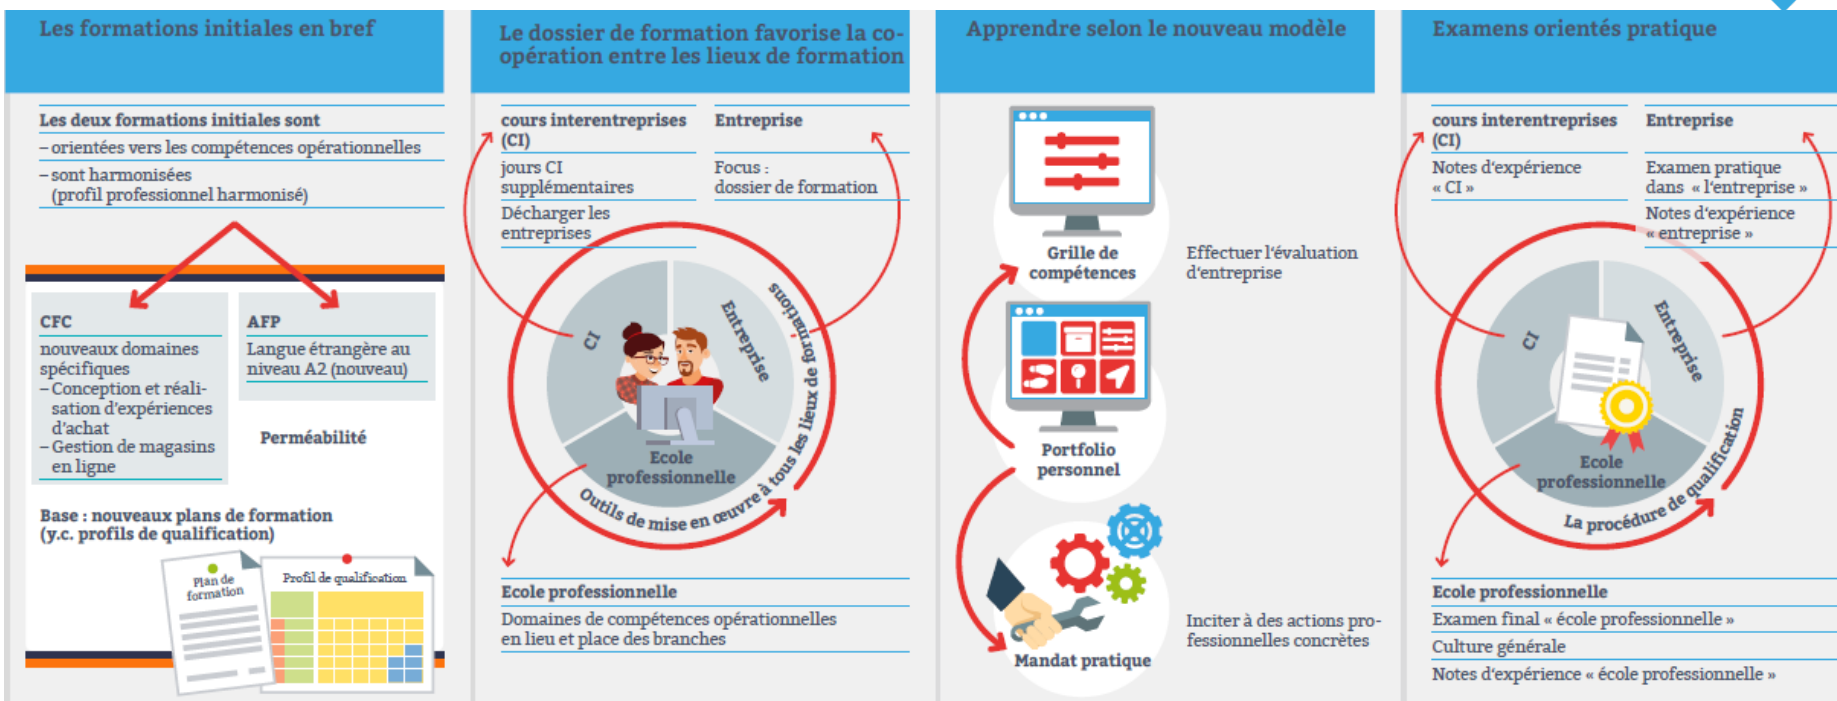 Les formations initiales en bref
Les deux formations initiales sont
– orientées vers les compétences opérationnelles
– sont harmonisées
(profil professionnel harmonisé)
CFC
nouveaux domaines
spécifiques
– Conception et réali-
sation d'expériences
d'achat
– Gestion de magasins
en ligne
AFP
Langue étrangère au
niveau A2 (nouveau)
Perméabilité
Base : nouveaux plans de formation
(y.c. profils de qualification)
Plan de
formation
Profil de qualification
Le dossier de formation favorise la co-
opération entre les lieux de formation
cours interentreprises
(CI)
jours CI
supplémentaires
Décharger les
entreprises
Entreprise
Focus :
dossier de formation
CI
Entreprise
Ecole
professionnelle
Outils de mise en œuvre à tous les lieux de formations
Ecole professionnelle
Domaines de compétences opérationnelles
en lieu et place des branches
Apprendre selon le nouveau modèle
Grille de
compétences
Effectuer l'évaluation
d'entreprise
Portfolio
personnel
Mandat pratique
Inciter à des actions pro-
fessionnelles concrètes
Examens orientés pratique
cours interentreprises
(CI)
Notes d'expérience
« CI »
Entreprise
Examen pratique
dans « l'entreprise »
Notes d'expérience
« entreprise »
CI
Entreprise
Ecole
professionnelle
La procédure de qualification
Ecole professionnelle
Examen final « école professionnelle »
Culture générale
Notes d'expérience « école professionnelle »